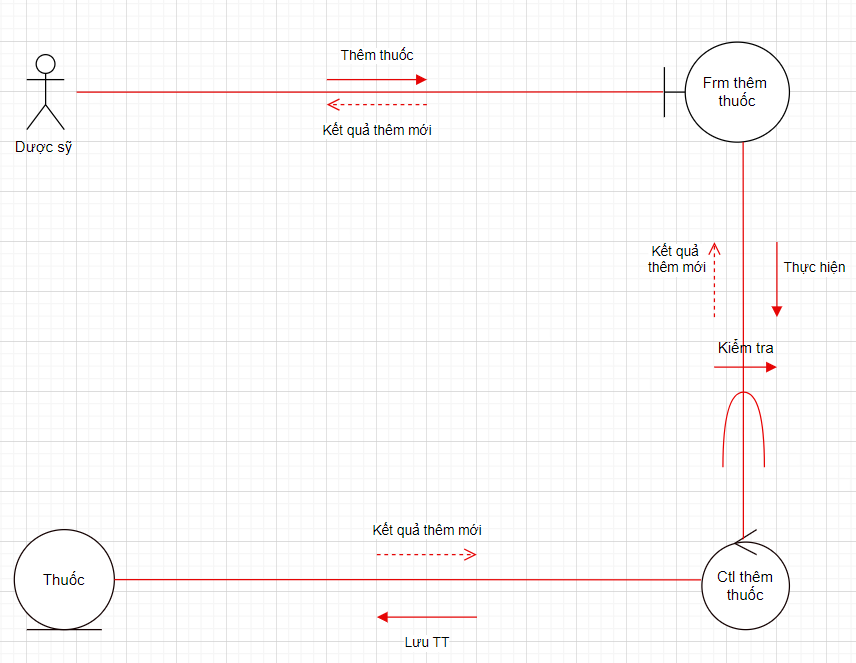 Thêm thuốc
Kết quả thêm mới
Dược sỹ
Frm thêm
thuốc
Kết quả
thêm mới
Thực hiện
Kiểm tra
Kết quả thêm mới
Thuốc
Ctl thêm
thuốc
Lưu TT